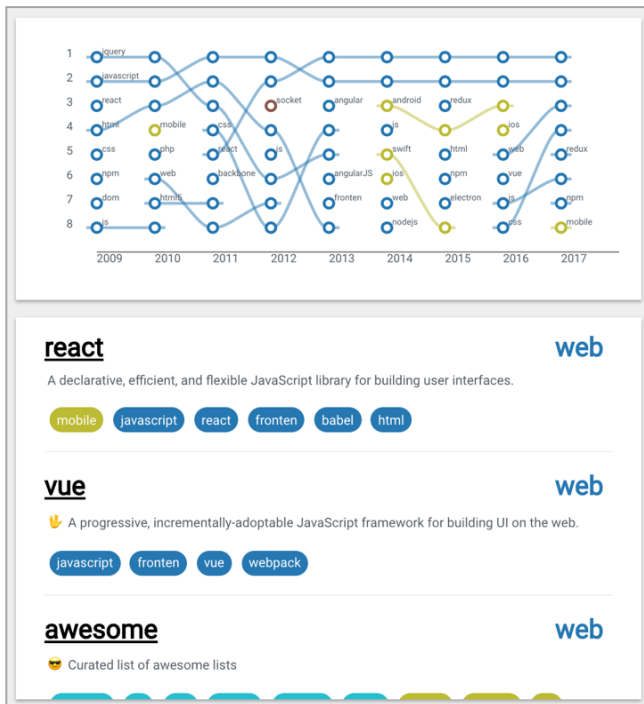 1 jquery
2 javascript
3 react socket angular android redux
4 html mobile css js ios
5 css php react js swift html web redux
6 npm web backbone angularJS ios npm vue
7 dom html5 fronten web electron js npm
8 js nodejs css mobile
2009 2010 2011 2012 2013 2014 2015 2016 2017
react web
A declarative, efficient, and flexible JavaScript library for building user interfaces.
mobile javascript react fronten babel html
vue web
🖖 A progressive, incrementally-adoptable JavaScript framework for building UI on the web.
javascript fronten vue webpack
awesome web
😎 Curated list of awesome lists